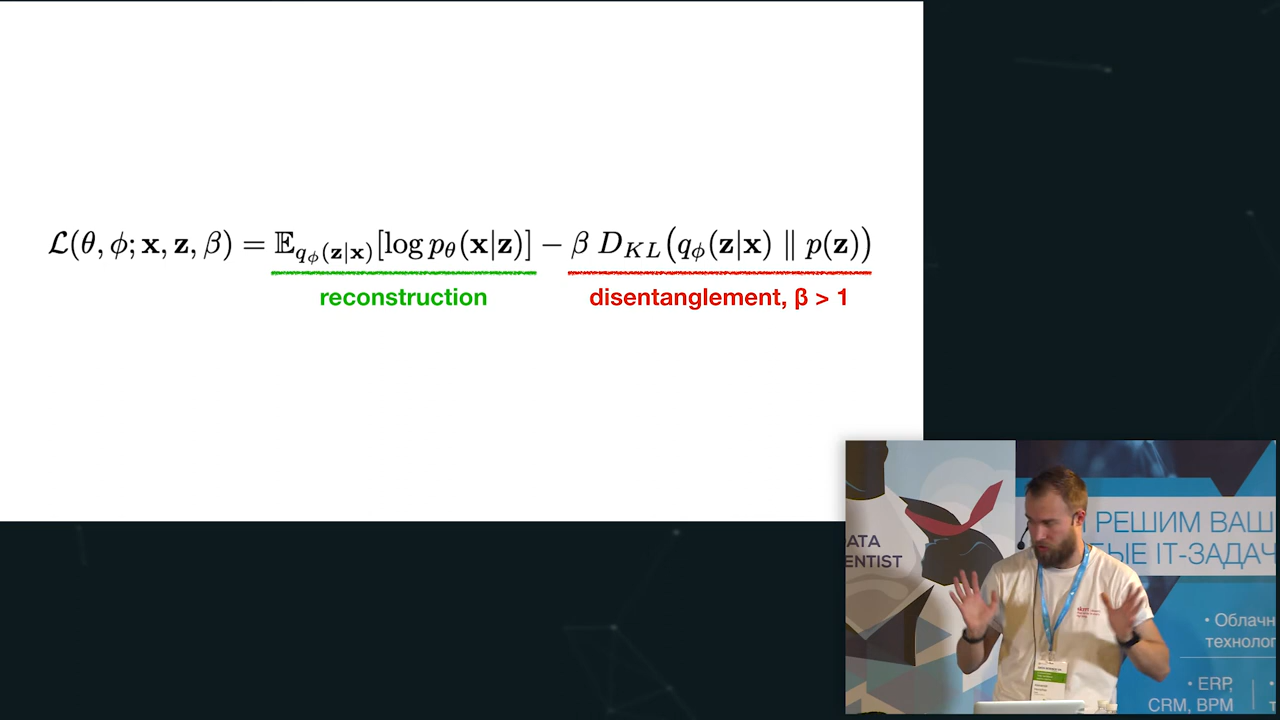 ℒ(θ, ϕ; x, z, β) = 𝔼_{q_ϕ(z|x)}[log p_θ(x|z)] − β D_{KL}(q_ϕ(z|x) ∥ p(z))
reconstruction
disentanglement, β > 1
РЕШИМ ВАШ
ЫЕ IT-ЗАДАЧ
ATA
ENTIST
• Облачн
технолог
• ERP,
CRM, BPM